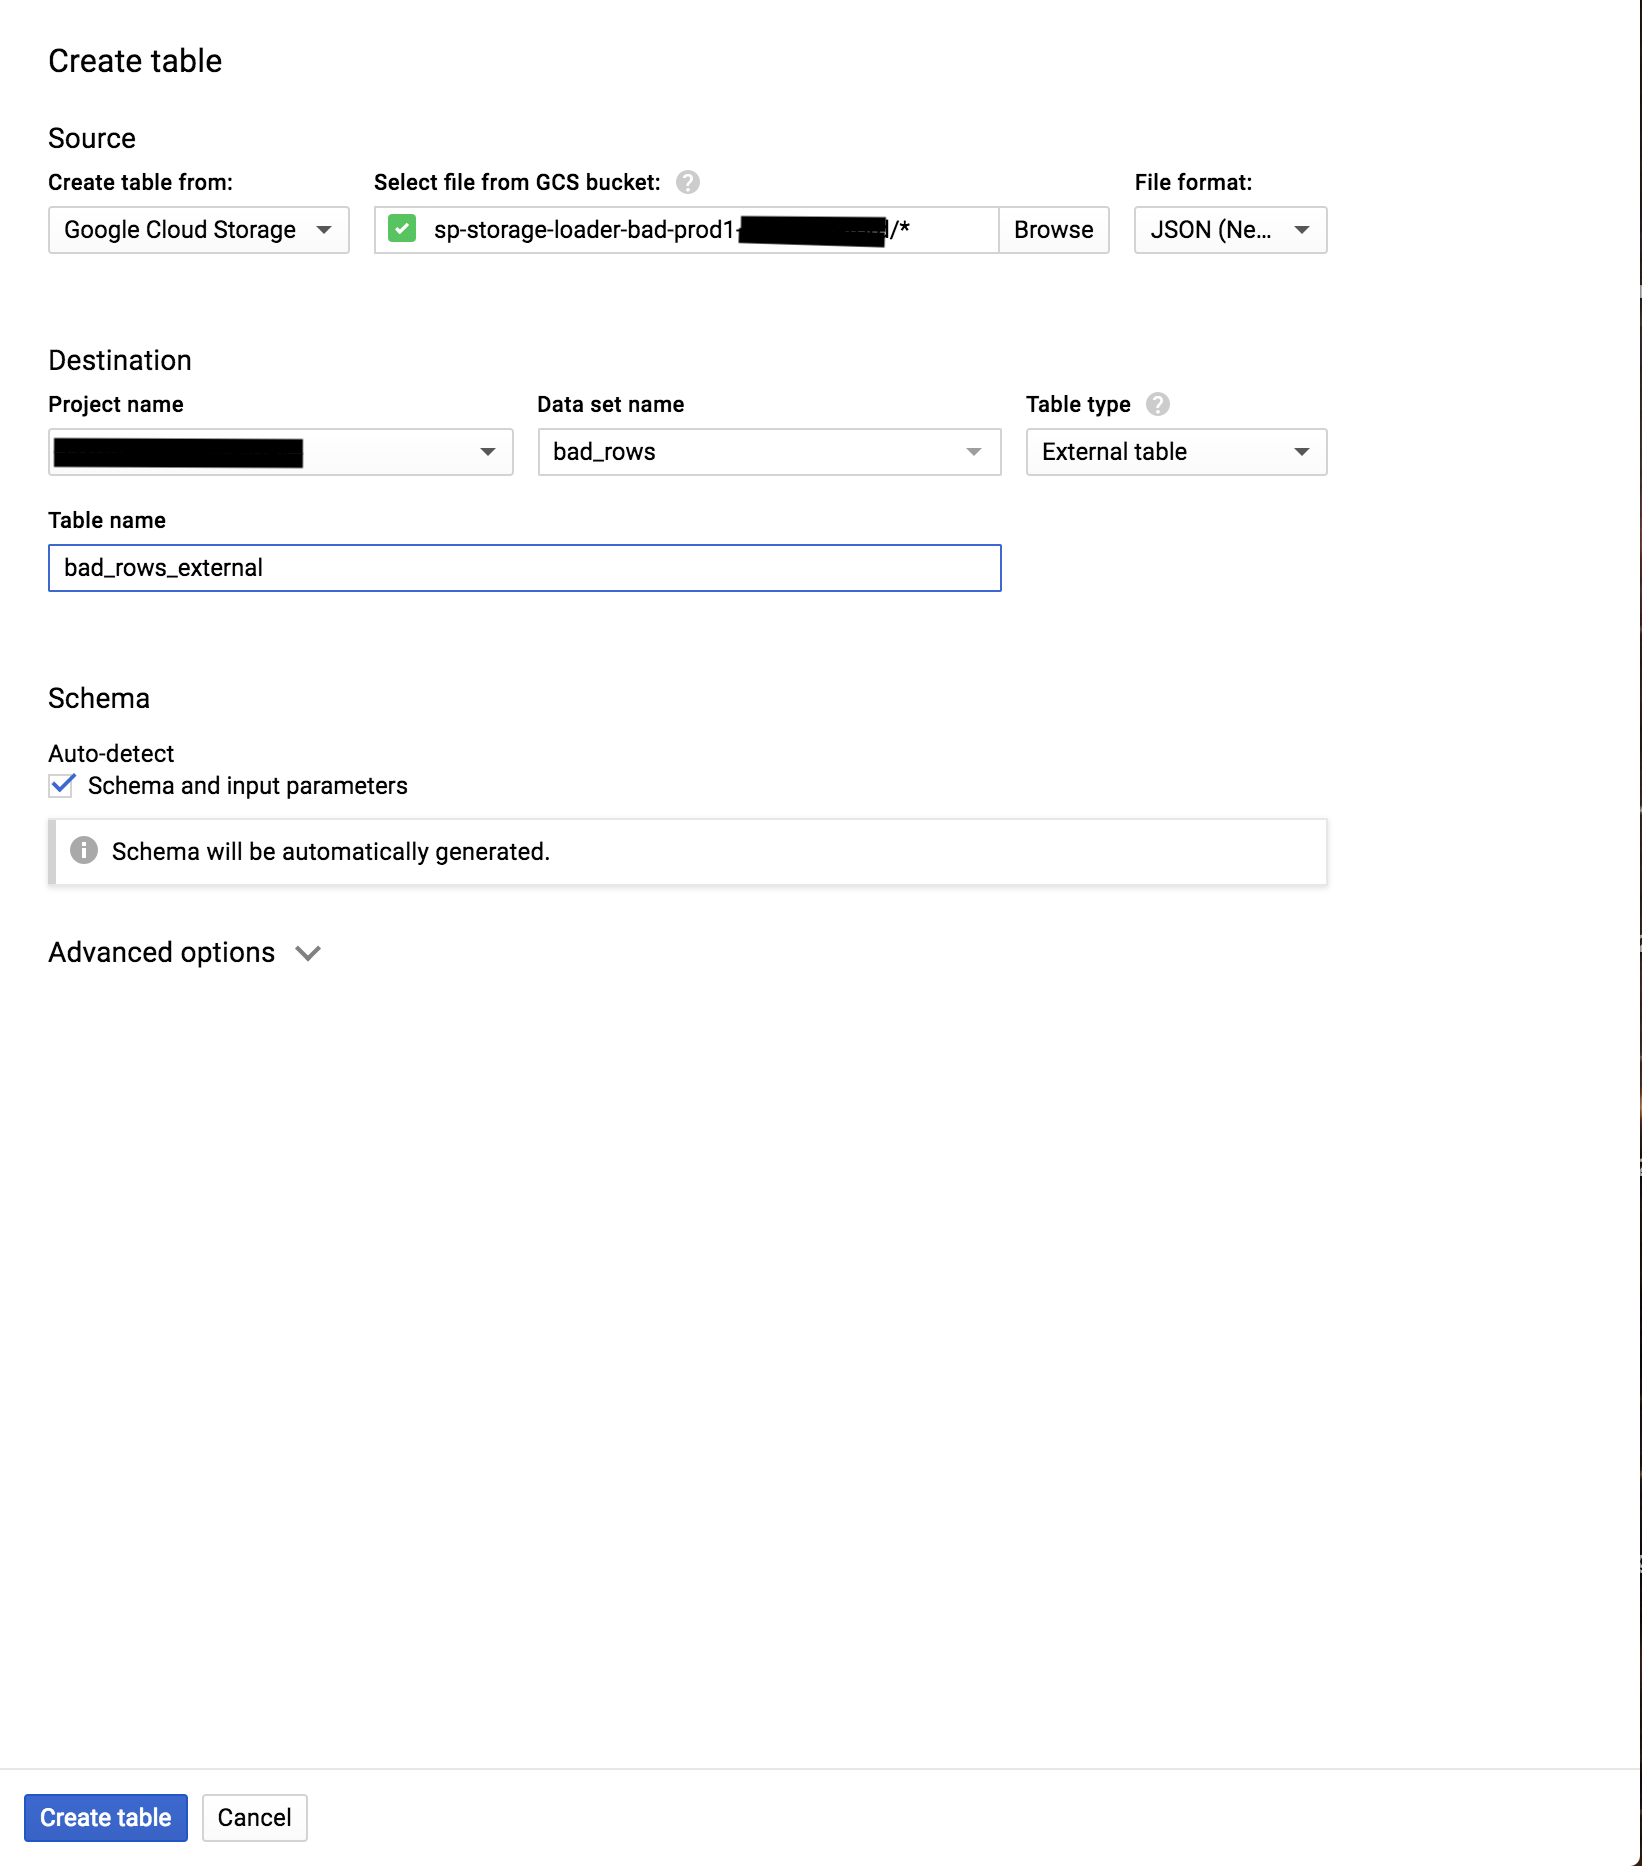 Create table
Source
Create table from:
Select file from GCS bucket:
File format:
Google Cloud Storage
sp-storage-loader-bad-prod1-
/*
Browse
JSON (Ne...
Destination
Project name
Data set name
Table type
bad_rows
External table
Table name
bad_rows_external
Schema
Auto-detect
Schema and input parameters
Schema will be automatically generated.
Advanced options
Create table
Cancel